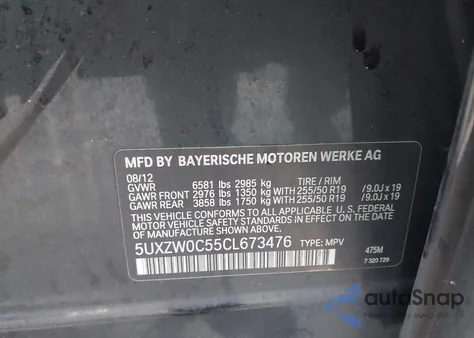 MFD BY BAYERISCHE MOTOREN WERKE AG
08/12
GVWR 6581 lbs 2985 kg TIRE / RIM
GAWR FRONT 2976 lbs 1350 kg WITH 255/50 R19 /9.0J x 19
GAWR REAR 3858 lbs 1750 kg WITH 255/50 R19 /9.0J x 19
THIS VEHICLE CONFORMS TO ALL APPLICABLE U.S. FEDERAL
MOTOR VEHICLE SAFETY STANDARDS IN EFFECT ON THE
DATE OF MANUFACTURE SHOWN ABOVE.
5UXZW0C55CL673476 TYPE: MPV
475M
7 320 729
autoSnap